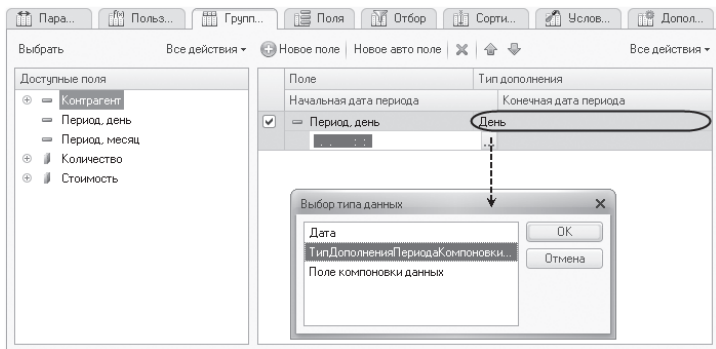 Пара... Польз... Групп... Поля Отбор Сорти... Услов... Допол...
Выбрать Все действия Новое поле Новое авто поле Все действия
Доступные поля
Контрагент
Период, день
Период, месяц
Количество
Стоимость
Поле Тип дополнения
Начальная дата периода Конечная дата периода
Период, день День
. . : : ...
Выбор типа данных
Дата
ТипДополненияПериодаКомпоновки...
Поле компоновки данных
OK
Отмена